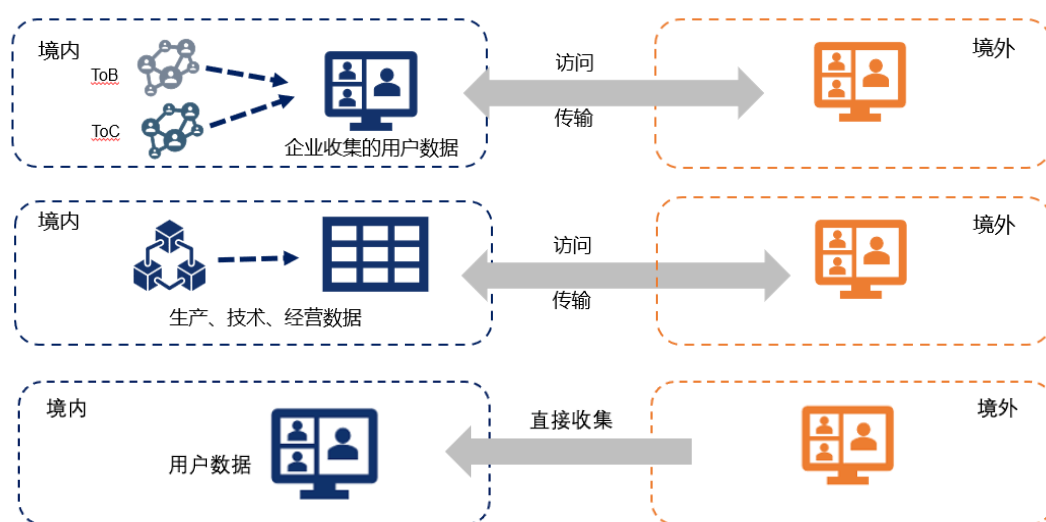 境内
ToB
ToC
企业收集的用户数据
访问
传输
境外
境内
生产、技术、经营数据
访问
传输
境外
境内
用户数据
直接收集
境外